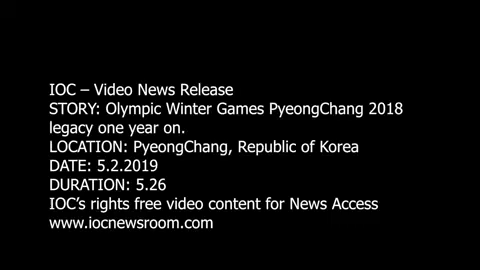 IOC – Video News Release
STORY: Olympic Winter Games PyeongChang 2018
legacy one year on.
LOCATION: PyeongChang, Republic of Korea
DATE: 5.2.2019
DURATION: 5.26
IOC’s rights free video content for News Access
www.iocnewsroom.com